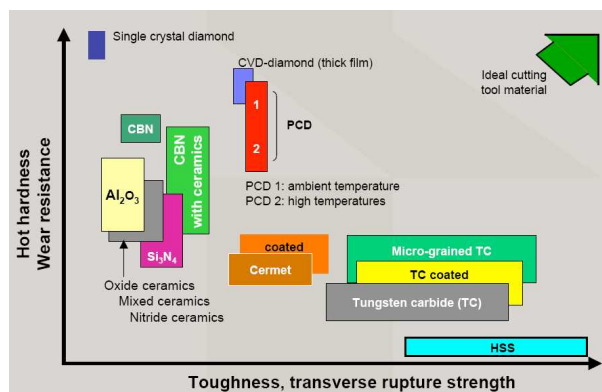 Single crystal diamond
CVD-diamond (thick film)
Ideal cutting
tool material
1
PCD
2
CBN
CBN
with ceramics
PCD 1: ambient temperature
PCD 2: high temperatures
Al₂O₃
Si₃N₄
Oxide ceramics
Mixed ceramics
Nitride ceramics
coated
Cermet
Micro-grained TC
TC coated
Tungsten carbide (TC)
HSS
Hot hardness
Wear resistance
Toughness, transverse rupture strength